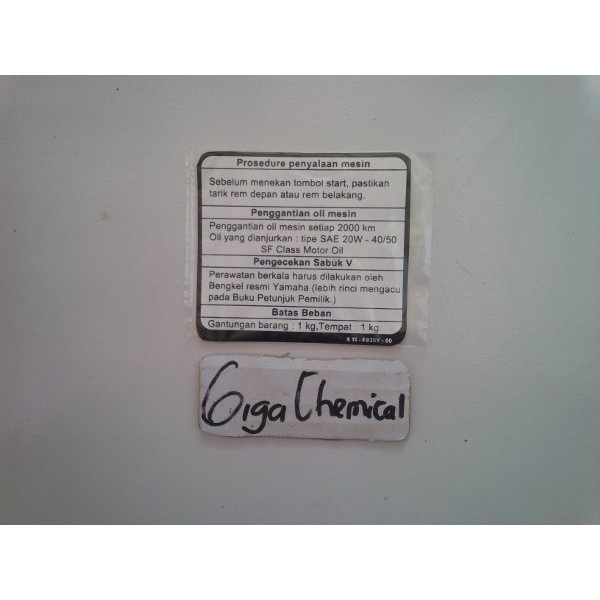 Prosedure penyalaan mesin
Sebelum menekan tombol start, pastikan
tarik rem depan atau rem belakang.
Penggantian oli mesin
Penggantian oli mesin setiap 2000 km
Oli yang dianjurkan : tipe SAE 20W - 40/50
SF Class Motor Oil
Pengecekan Sabuk V
Perawatan berkala harus dilakukan oleh
Bengkel resmi Yamaha (lebih rinci mengacu
pada Buku Petunjuk Pemilik.)
Batas Beban
Gantungan barang : 1 kg,Tempat : 1 kg
Giga Chemical